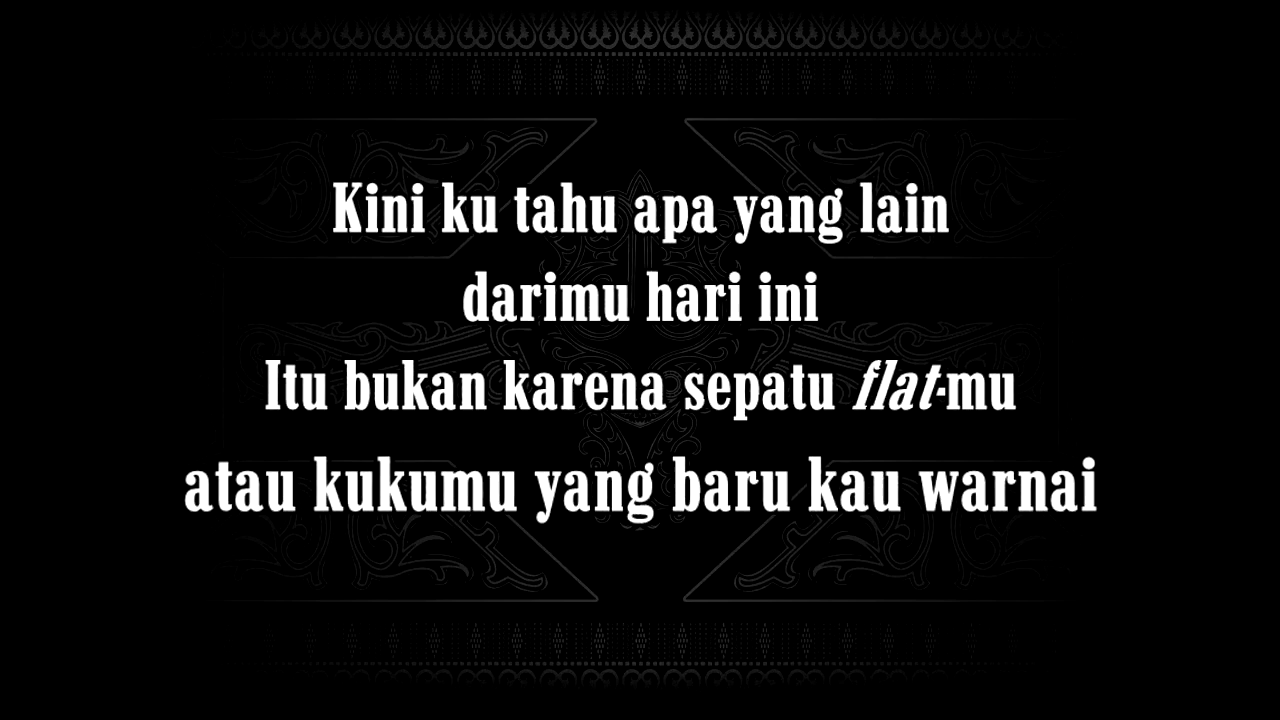 Kini ku tahu apa yang lain
darimu hari ini
Itu bukan karena sepatu flat-mu
atau kukumu yang baru kau warnai